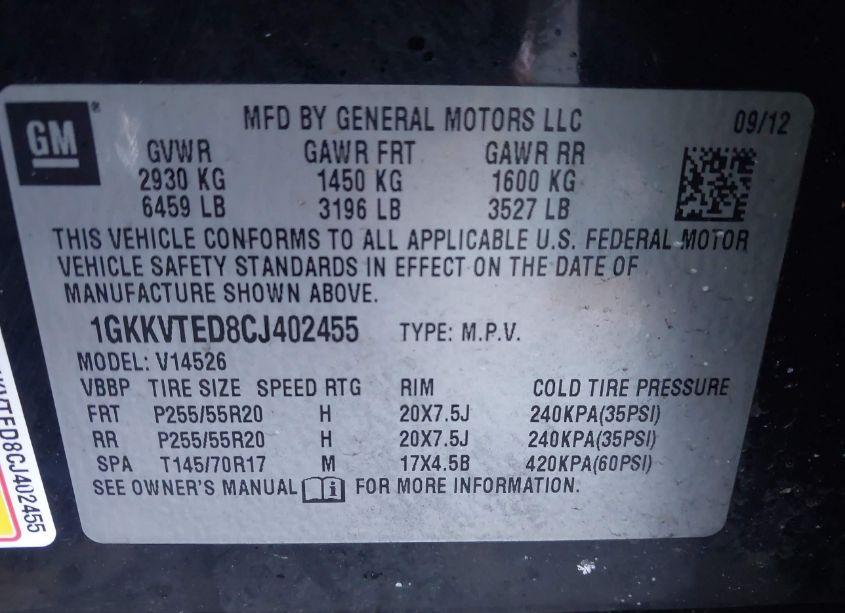 GM®
MFD BY GENERAL MOTORS LLC 09/12
GVWR GAWR FRT GAWR RR
2930 KG 1450 KG 1600 KG
6459 LB 3196 LB 3527 LB
THIS VEHICLE CONFORMS TO ALL APPLICABLE U.S. FEDERAL MOTOR
VEHICLE SAFETY STANDARDS IN EFFECT ON THE DATE OF
MANUFACTURE SHOWN ABOVE.
1GKKVTED8CJ402455 TYPE: M.P.V.
MODEL: V14526
VBBP TIRE SIZE SPEED RTG RIM COLD TIRE PRESSURE
FRT P255/55R20 H 20X7.5J 240KPA(35PSI)
RR P255/55R20 H 20X7.5J 240KPA(35PSI)
SPA T145/70R17 M 17X4.5B 420KPA(60PSI)
SEE OWNER'S MANUAL FOR MORE INFORMATION.
VTED8CJ402455